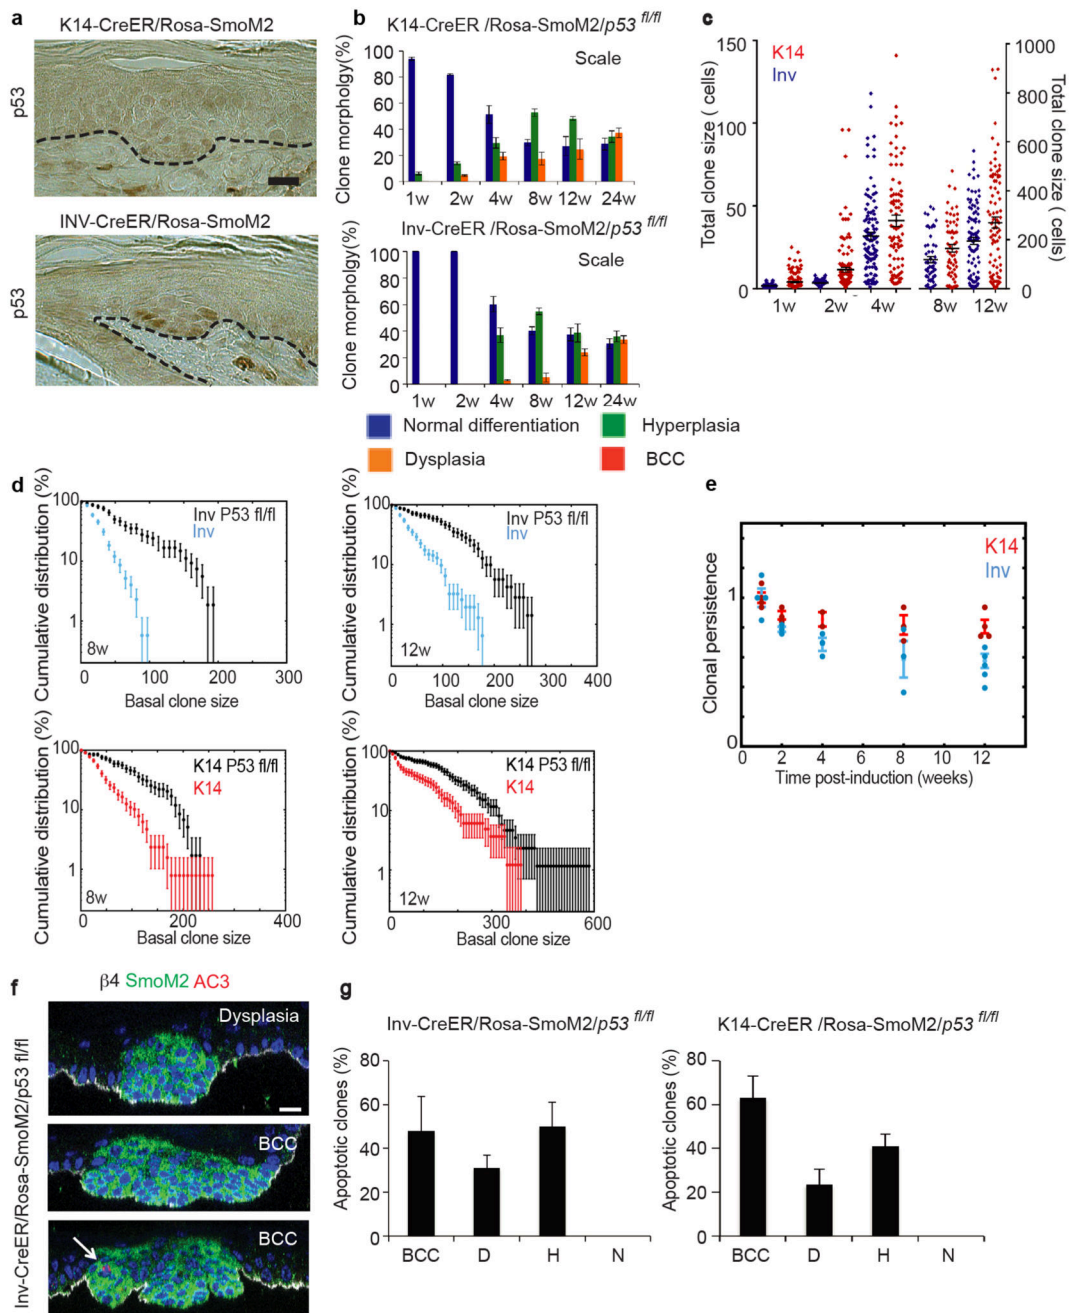 a
K14-CreER/Rosa-SmoM2
p53
INV-CreER/Rosa-SmoM2
p53
b
K14-CreER /Rosa-SmoM2/p53 fl/fl
Scale
Clone morpholgy(%)
100
80
60
40
20
0
1w 2w 4w 8w 12w 24w
Inv-CreER /Rosa-SmoM2/p53 fl/fl
Scale
Clone morpholgy(%)
100
80
60
40
20
0
1w 2w 4w 8w 12w 24w
Normal differentiation
Hyperplasia
Dysplasia
BCC
c
K14
Inv
Total clone size ( cells)
150
100
50
0
1000
800
600
400
200
0
Total clone size ( cells)
1w 2w 4w 8w 12w
d
Cumulative distribution (%)
100
10
1
Inv P53 fl/fl
Inv
8w
0 100 200 300
Basal clone size
Cumulative distribution (%)
100
10
1
Inv P53 fl/fl
Inv
12w
0 100 200 300 400
Basal clone size
Cumulative distribution (%)
100
10
1
K14 P53 fl/fl
K14
8w
0 200 400
Basal clone size
Cumulative distribution (%)
100
10
1
K14 P53 fl/fl
K14
12w
0 300 600
Basal clone size
e
K14
Inv
Clonal persistence
1
0
0 2 4 6 8 10 12
Time post-induction (weeks)
f
β4 SmoM2 AC3
Inv-CreER/Rosa-SmoM2/p53 fl/fl
Dysplasia
BCC
BCC
g
Inv-CreER/Rosa-SmoM2/p53 fl/fl
Apoptotic clones (%)
80
60
40
20
0
BCC D H N
K14-CreER /Rosa-SmoM2/p53 fl/fl
Apoptotic clones (%)
80
60
40
20
0
BCC D H N